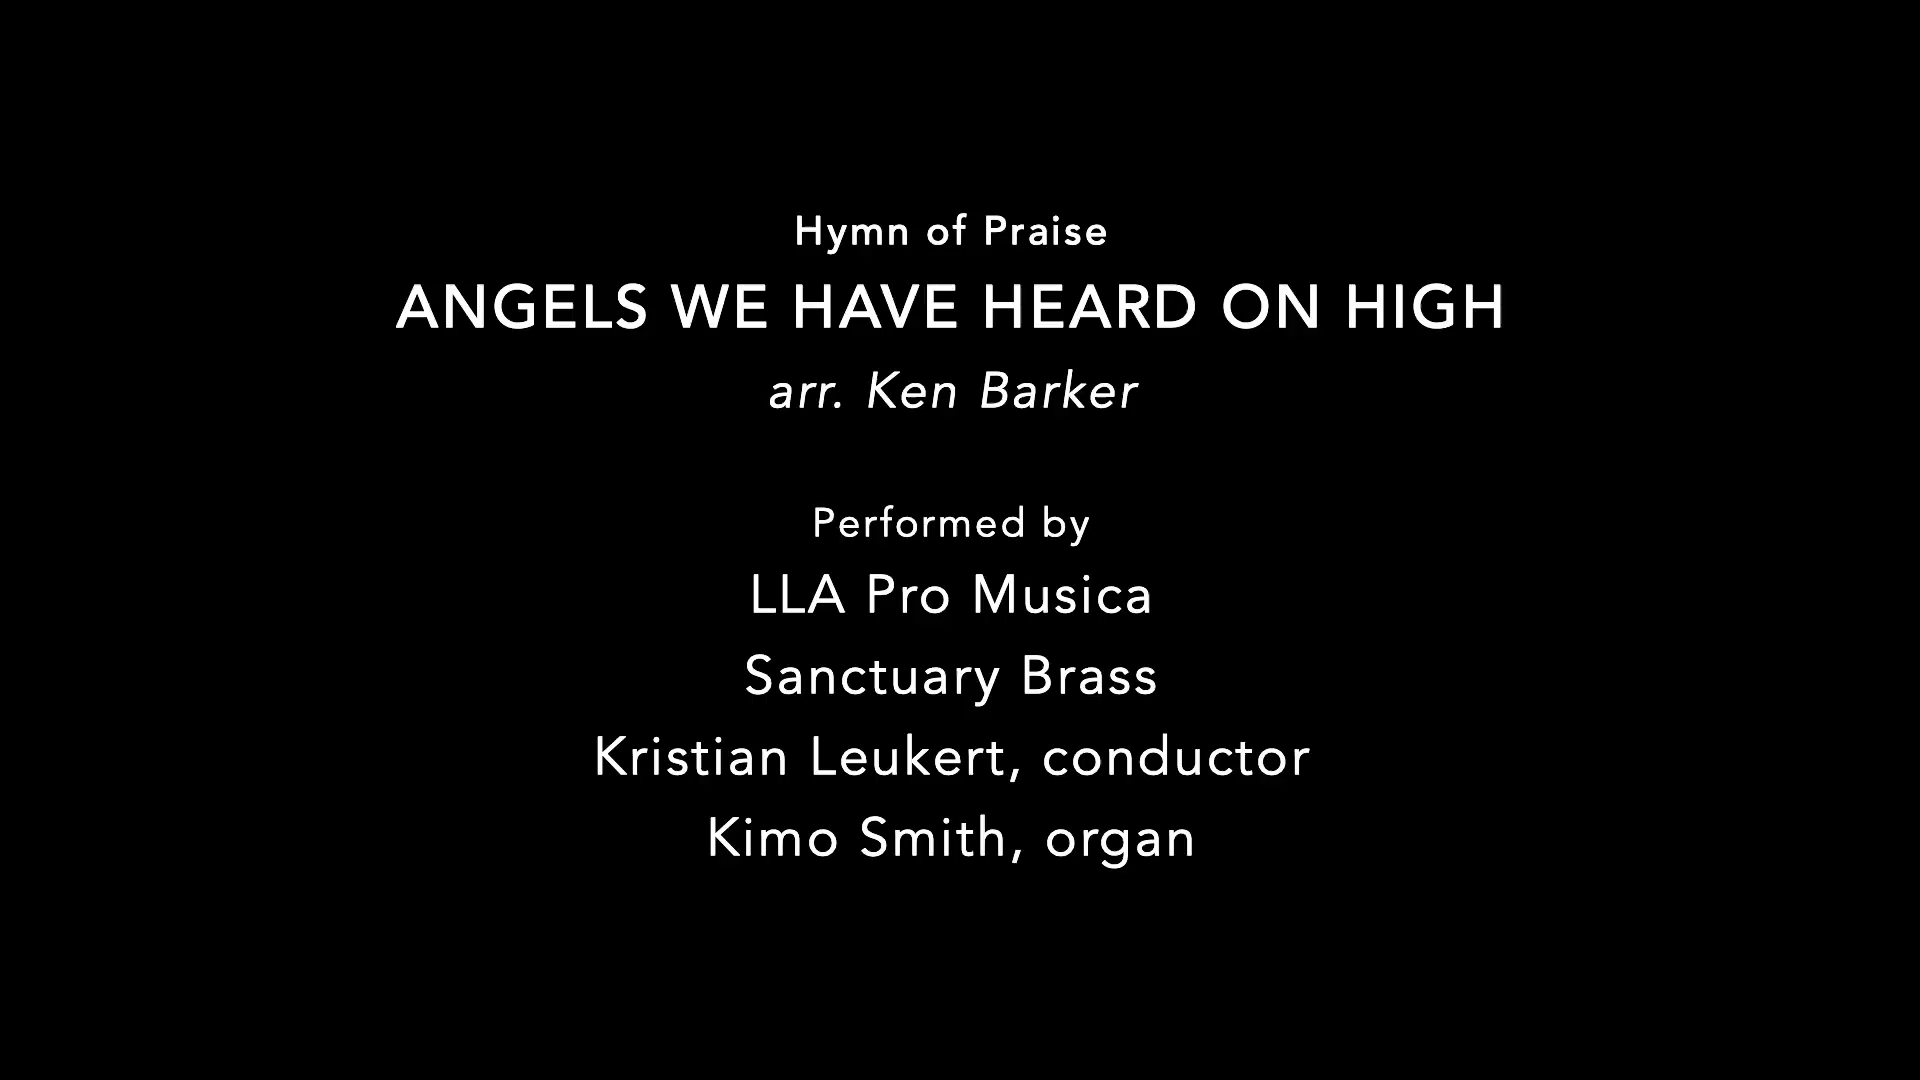 Hymn of Praise
ANGELS WE HAVE HEARD ON HIGH
arr. Ken Barker
Performed by
LLA Pro Musica
Sanctuary Brass
Kristian Leukert, conductor
Kimo Smith, organ